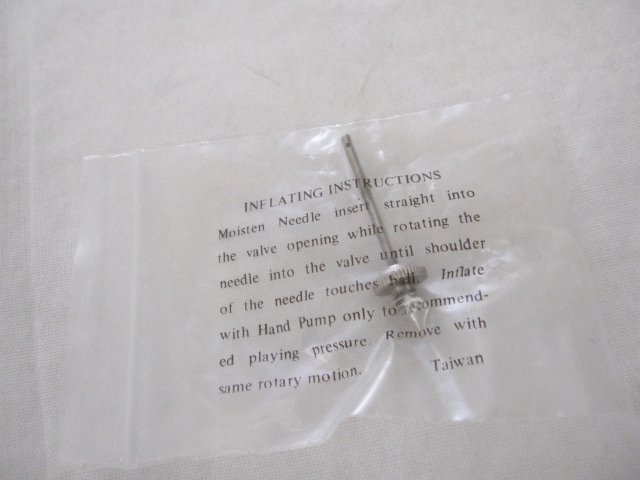 INFLATING INSTRUCTIONS
Moisten Needle insert straight into
the valve opening while rotating the
needle into the valve until shoulder
of the needle touches ball. Inflate
with Hand Pump only to recommend-
ed playing pressure. Remove with
same rotary motion. Taiwan